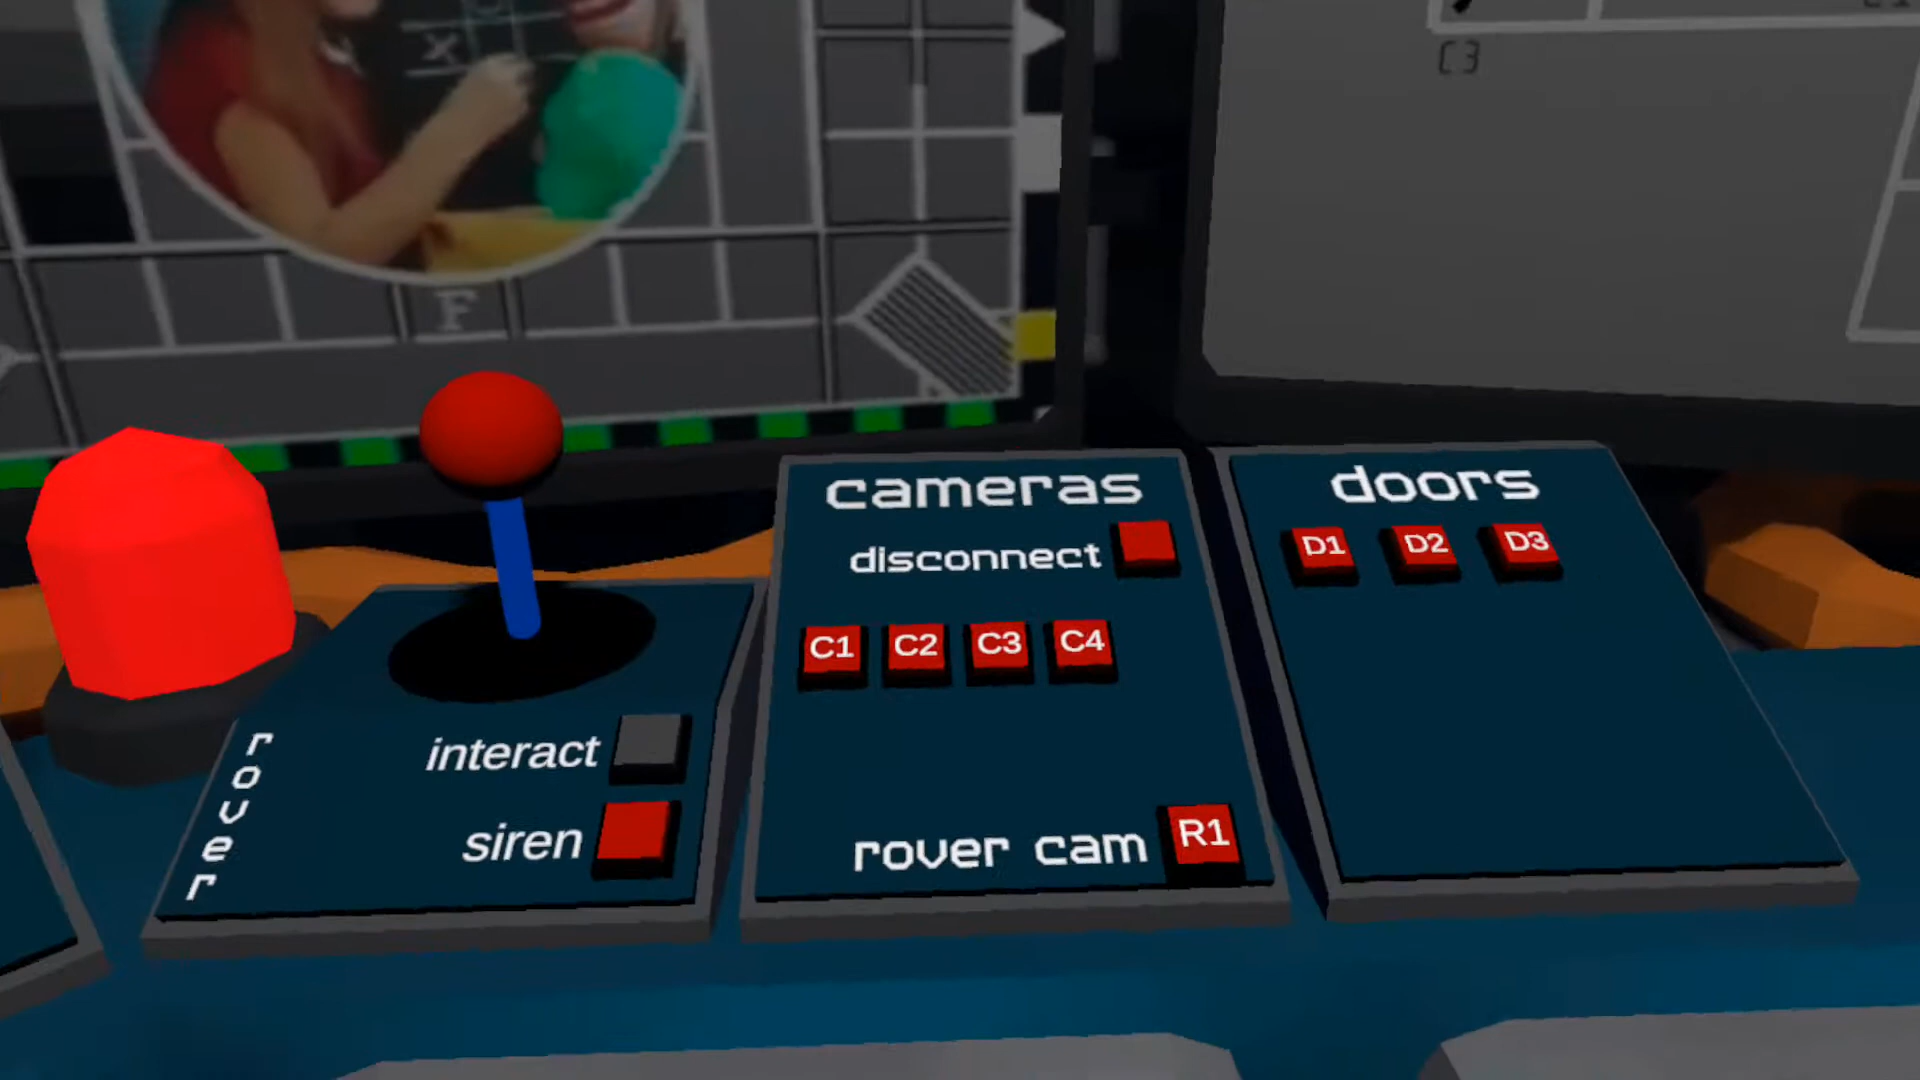 X
F
C3
cameras
doors
disconnect
D1 D2 D3
C1 C2 C3 C4
rover
interact
siren
rover cam R1